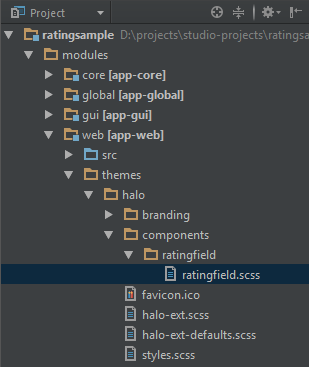 Project
ratingsample D:\projects\studio-projects\ratingsa
modules
core [app-core]
global [app-global]
gui [app-gui]
web [app-web]
src
themes
halo
branding
components
ratingfield
ratingfield.scss
favicon.ico
halo-ext.scss
halo-ext-defaults.scss
styles.scss